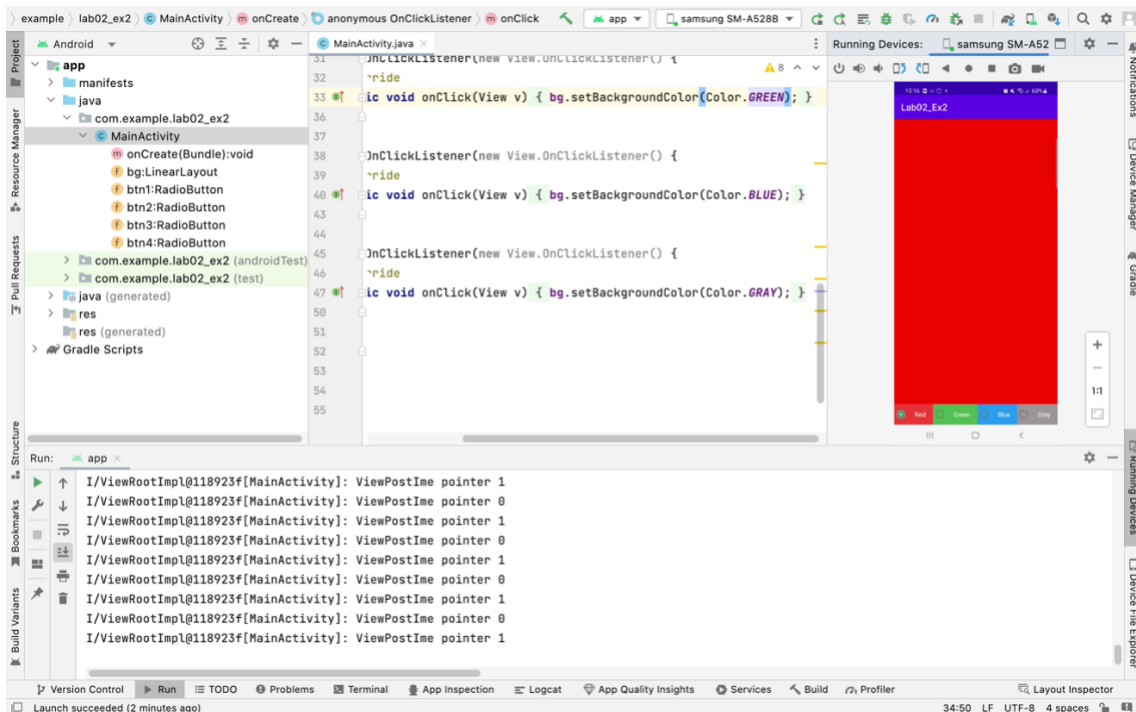 example lab02_ex2 MainActivity onCreate anonymous OnClickListener onClick app samsung SM-A528B
Project
Resource Manager
Pull Requests
Structure
Bookmarks
Build Variants
Android
app
manifests
java
com.example.lab02_ex2
MainActivity
onCreate(Bundle):void
bg:LinearLayout
btn1:RadioButton
btn2:RadioButton
btn3:RadioButton
btn4:RadioButton
com.example.lab02_ex2 (androidTest)
com.example.lab02_ex2 (test)
java (generated)
res
res (generated)
Gradle Scripts
MainActivity.java
8
31 OnClickListener(new View.OnClickListener() {
32 rride
33 ic void onClick(View v) { bg.setBackgroundColor(Color.GREEN); }
36
37
38 OnClickListener(new View.OnClickListener() {
39 rride
40 ic void onClick(View v) { bg.setBackgroundColor(Color.BLUE); }
43
44
45 OnClickListener(new View.OnClickListener() {
46 rride
47 ic void onClick(View v) { bg.setBackgroundColor(Color.GRAY); }
50
51
52
53
54
55
Running Devices: samsung SM-A52
15:16 60%
Lab02_Ex2
Red Green Blue Gray
1:1
Notifications
Device Manager
Gradle
Running Devices
Device File Explorer
Run: app
I/ViewRootImpl@118923f[MainActivity]: ViewPostIme pointer 1
I/ViewRootImpl@118923f[MainActivity]: ViewPostIme pointer 0
I/ViewRootImpl@118923f[MainActivity]: ViewPostIme pointer 1
I/ViewRootImpl@118923f[MainActivity]: ViewPostIme pointer 0
I/ViewRootImpl@118923f[MainActivity]: ViewPostIme pointer 1
I/ViewRootImpl@118923f[MainActivity]: ViewPostIme pointer 0
I/ViewRootImpl@118923f[MainActivity]: ViewPostIme pointer 1
I/ViewRootImpl@118923f[MainActivity]: ViewPostIme pointer 0
I/ViewRootImpl@118923f[MainActivity]: ViewPostIme pointer 1
Version Control Run TODO Problems Terminal App Inspection Logcat App Quality Insights Services Build Profiler Layout Inspector
Launch succeeded (2 minutes ago) 34:50 LF UTF-8 4 spaces